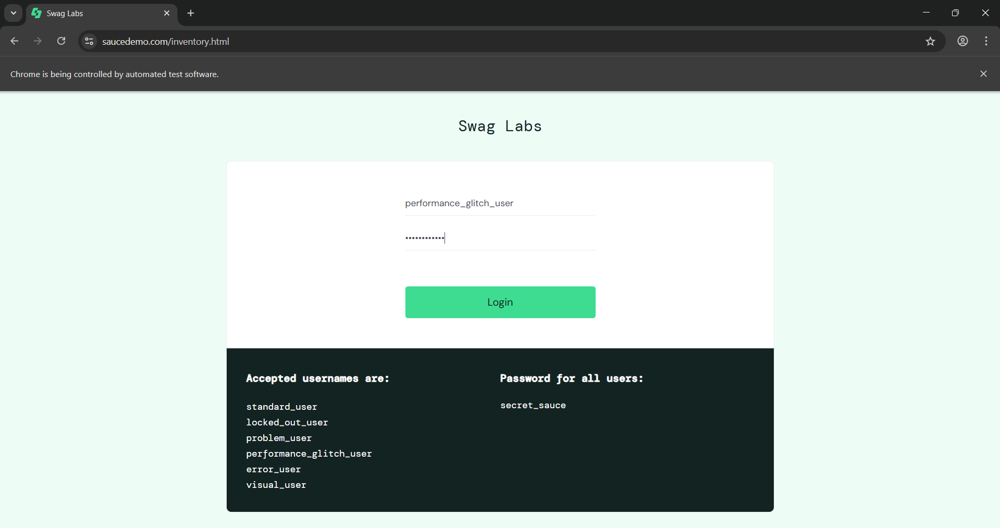 Swag Labs
saucedemo.com/inventory.html
Chrome is being controlled by automated test software.
Swag Labs
performance_glitch_user
••••••••••••
Login
Accepted usernames are:
standard_user
locked_out_user
problem_user
performance_glitch_user
error_user
visual_user
Password for all users:
secret_sauce